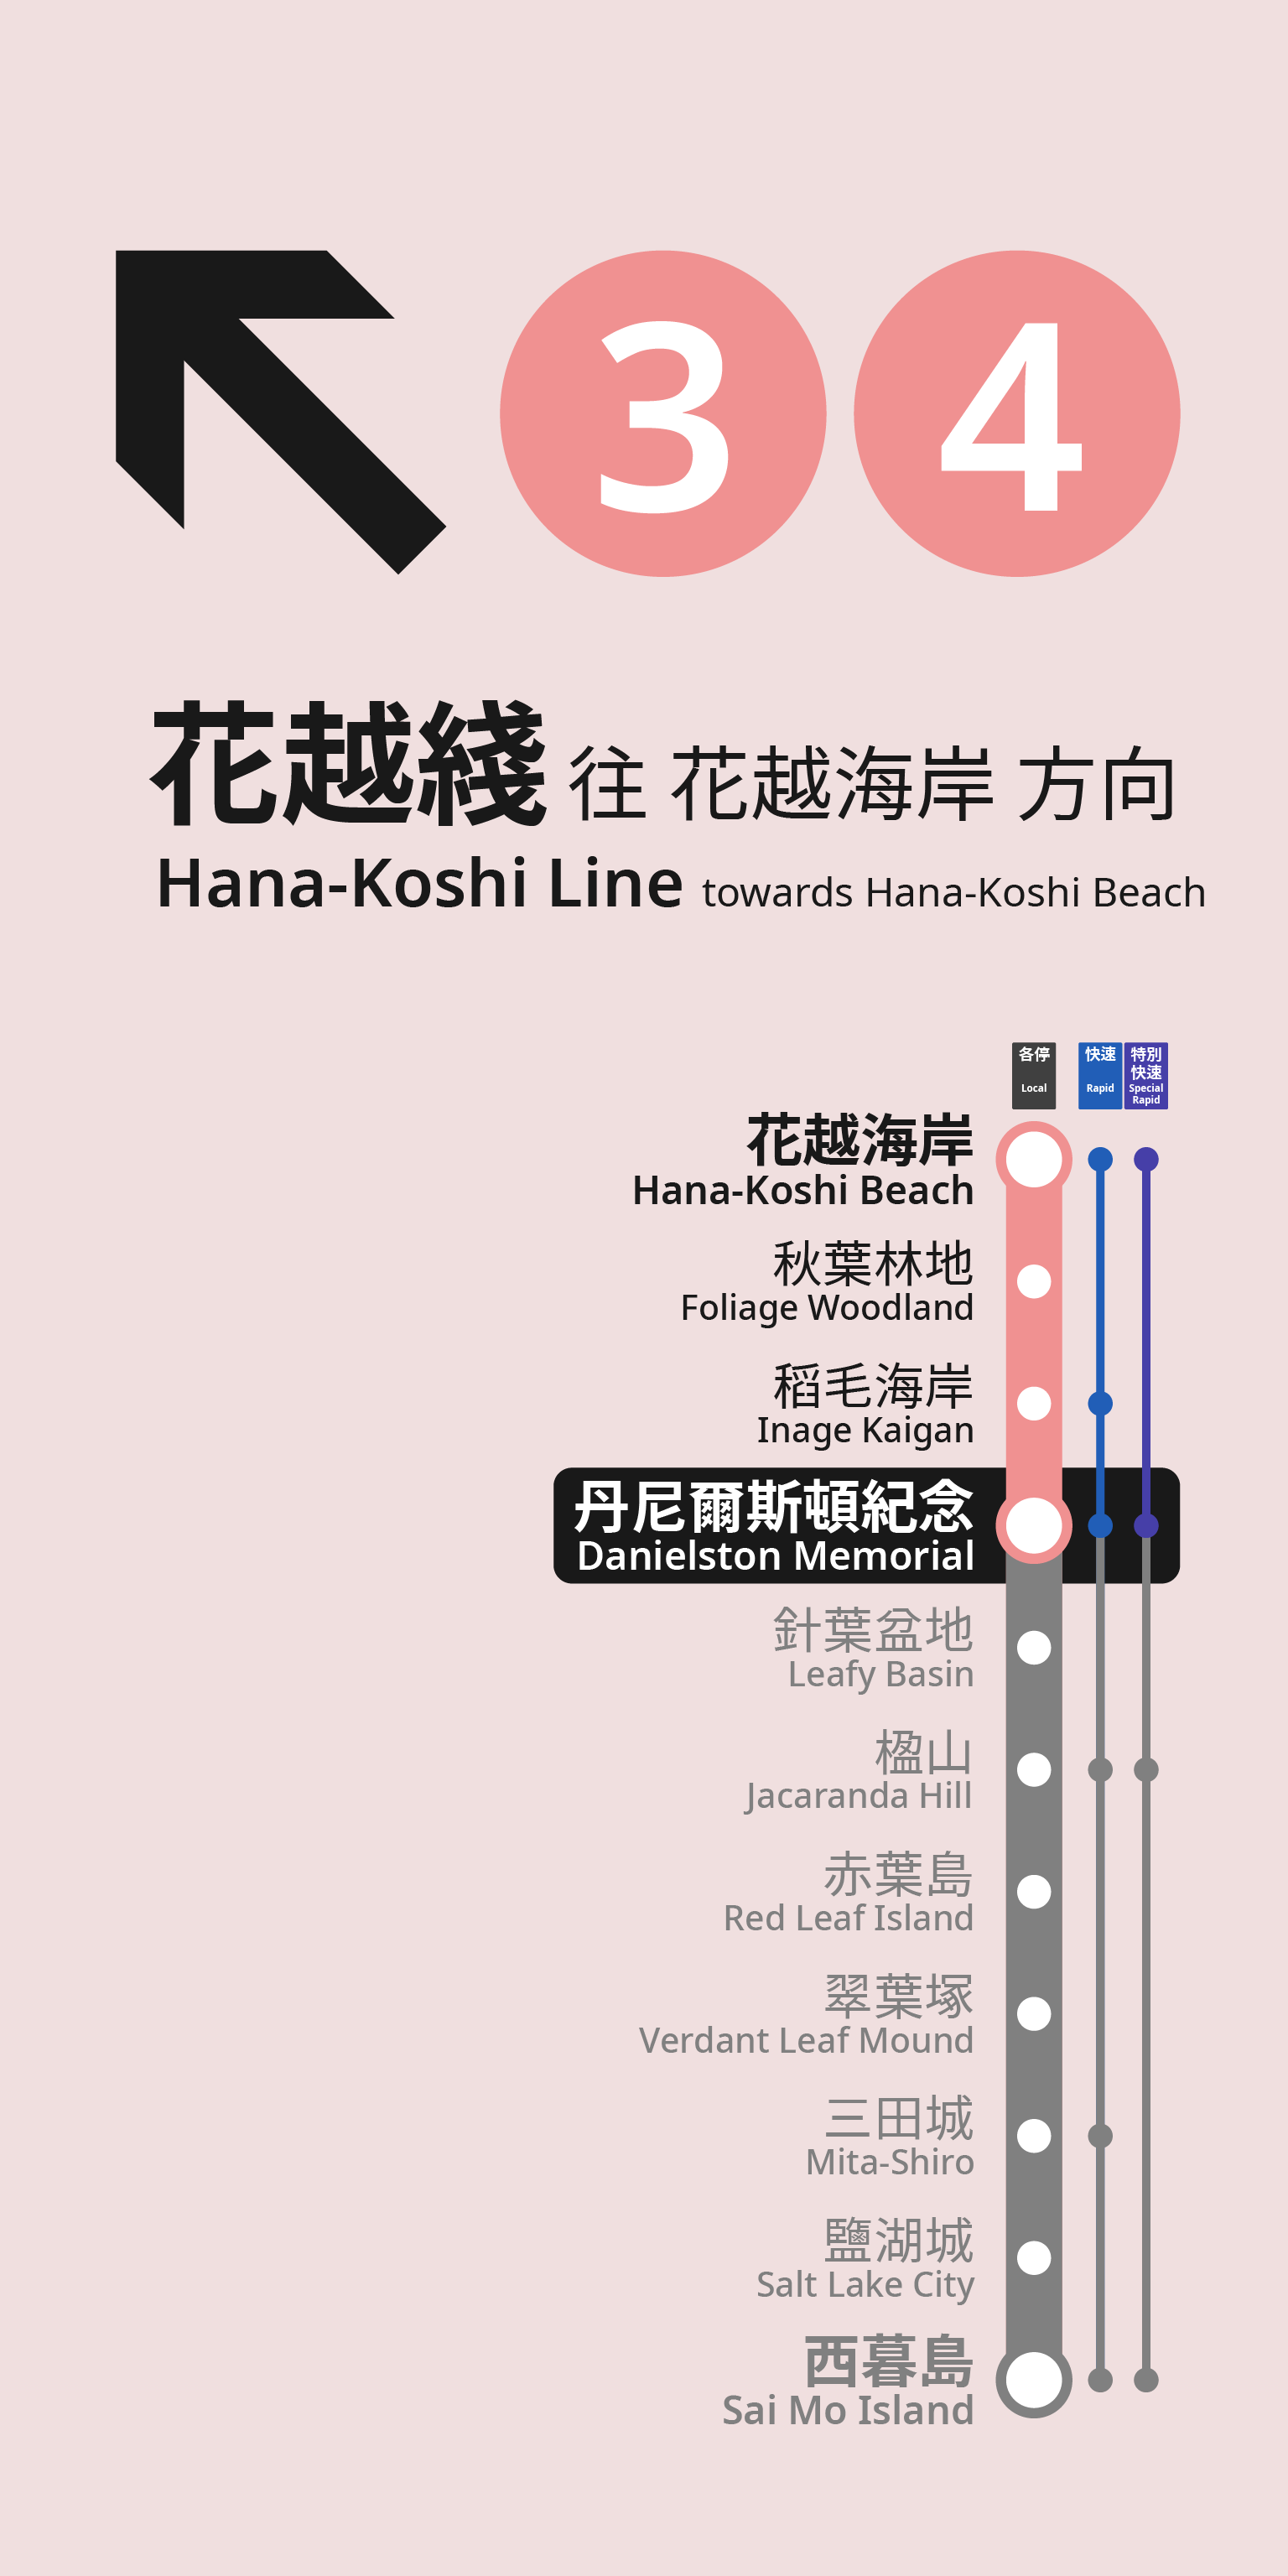 3 4
花越綫 往 花越海岸 方向
Hana-Koshi Line towards Hana-Koshi Beach
各停 快速 特別
快速
Local Rapid Special
Rapid
花越海岸
Hana-Koshi Beach
秋葉林地
Foliage Woodland
稻毛海岸
Inage Kaigan
丹尼爾斯頓紀念
Danielston Memorial
針葉盆地
Leafy Basin
楹山
Jacaranda Hill
赤葉島
Red Leaf Island
翠葉塚
Verdant Leaf Mound
三田城
Mita-Shiro
鹽湖城
Salt Lake City
西暮島
Sai Mo Island